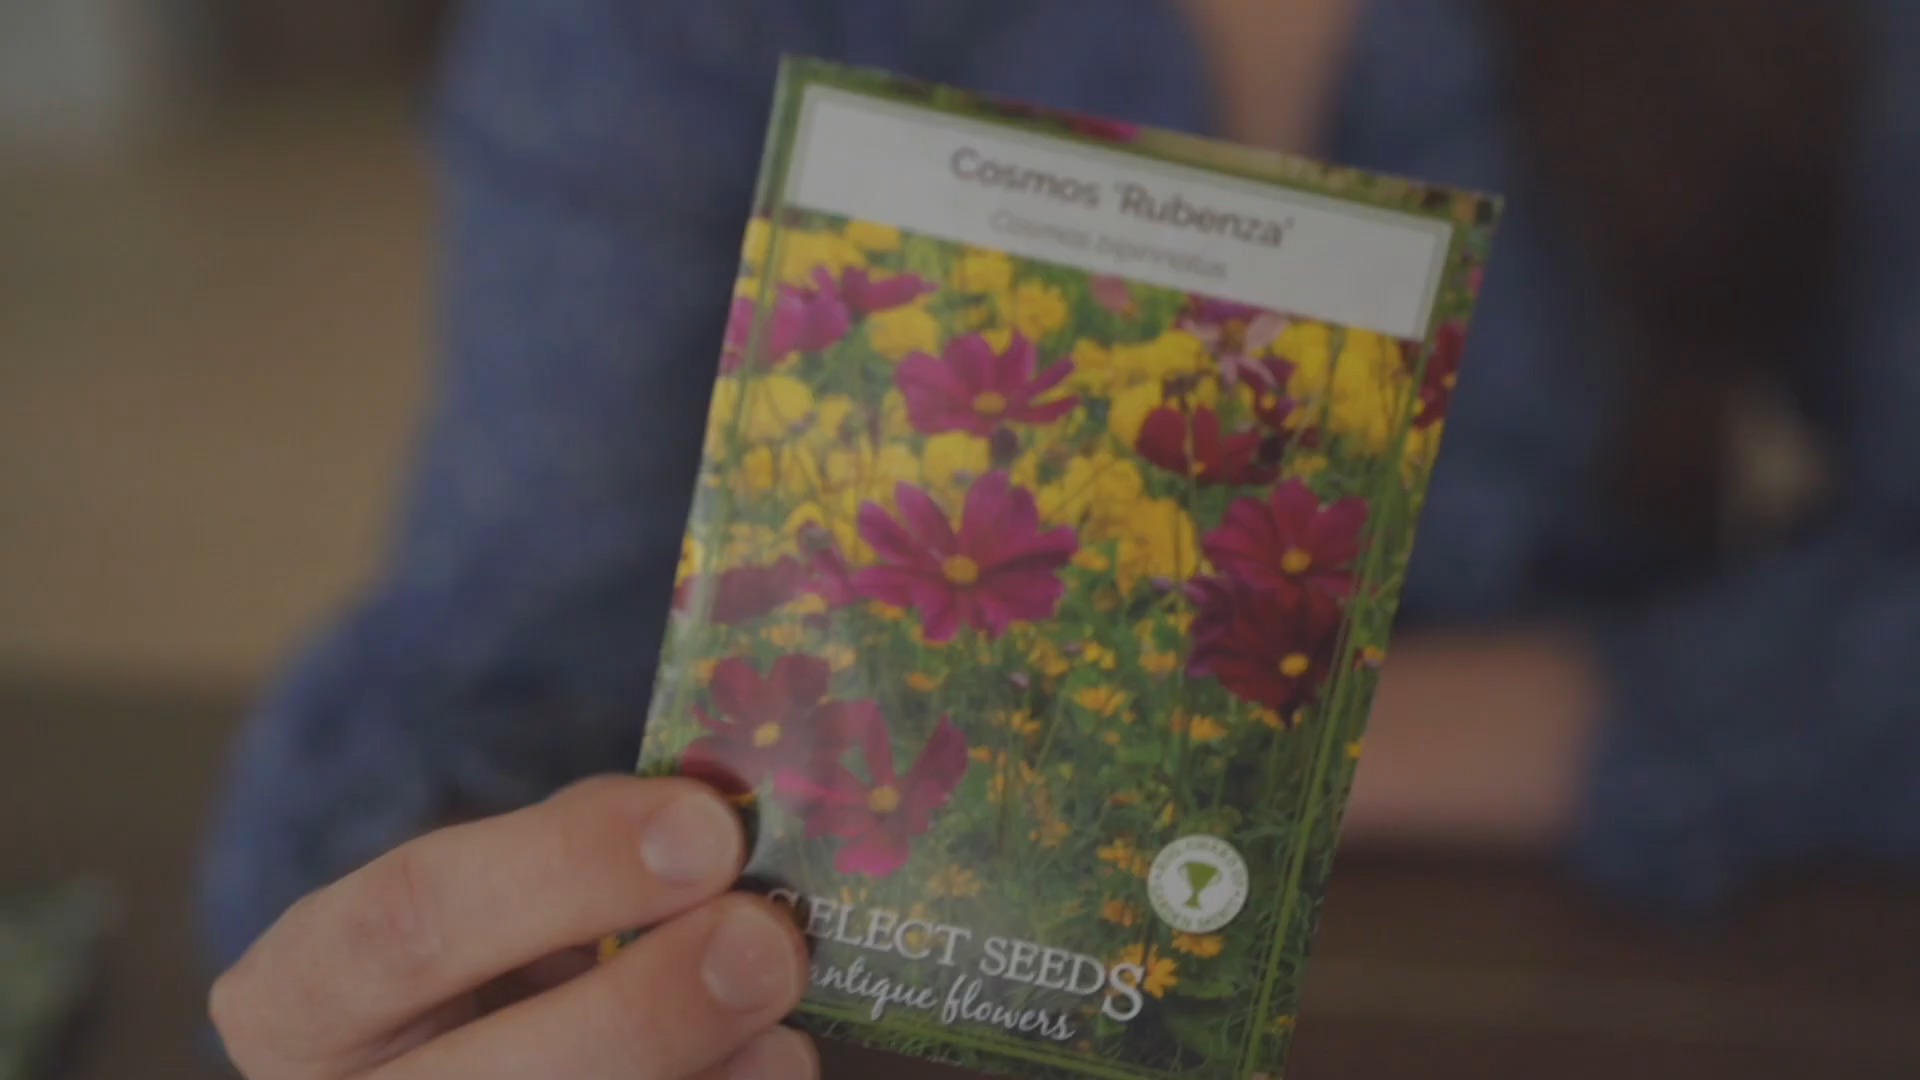 Cosmos 'Rubenza'
Cosmos bipinnatus
SELECT SEEDS
antique flowers